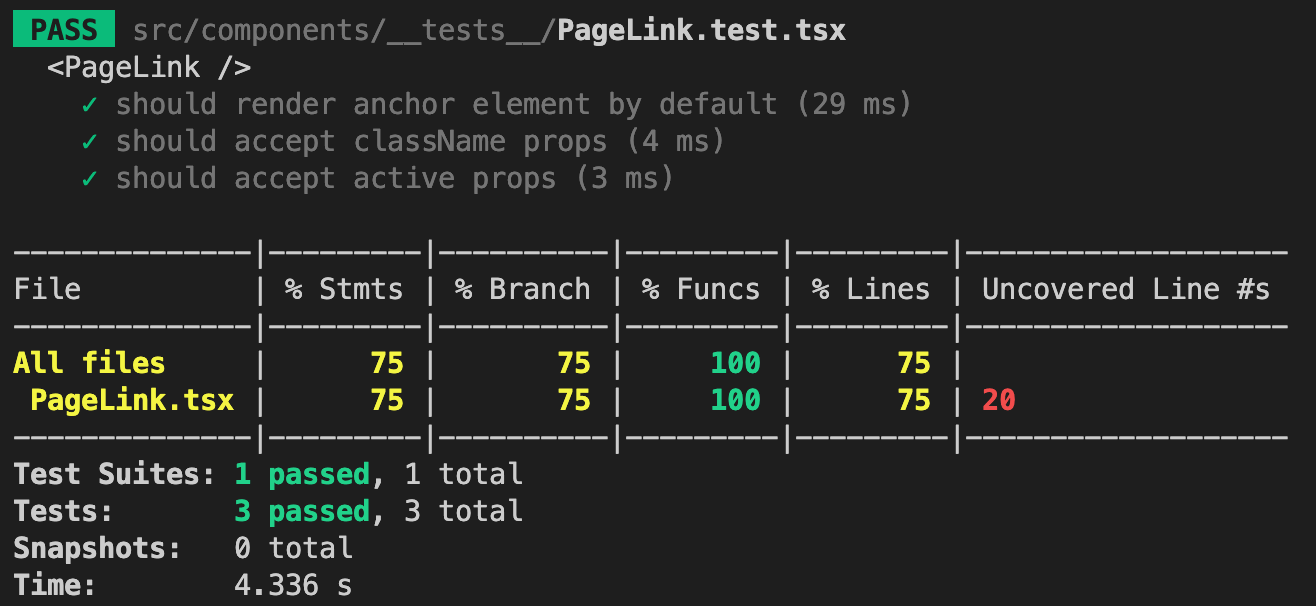 PASS src/components/__tests__/PageLink.test.tsx
<PageLink />
✓ should render anchor element by default (29 ms)
✓ should accept className props (4 ms)
✓ should accept active props (3 ms)
--------------|---------|----------|---------|---------|-------------------
File          | % Stmts | % Branch | % Funcs | % Lines | Uncovered Line #s
--------------|---------|----------|---------|---------|-------------------
All files     |      75 |       75 |     100 |      75 |
 PageLink.tsx |      75 |       75 |     100 |      75 | 20
--------------|---------|----------|---------|---------|-------------------
Test Suites: 1 passed, 1 total
Tests:       3 passed, 3 total
Snapshots:   0 total
Time:        4.336 s